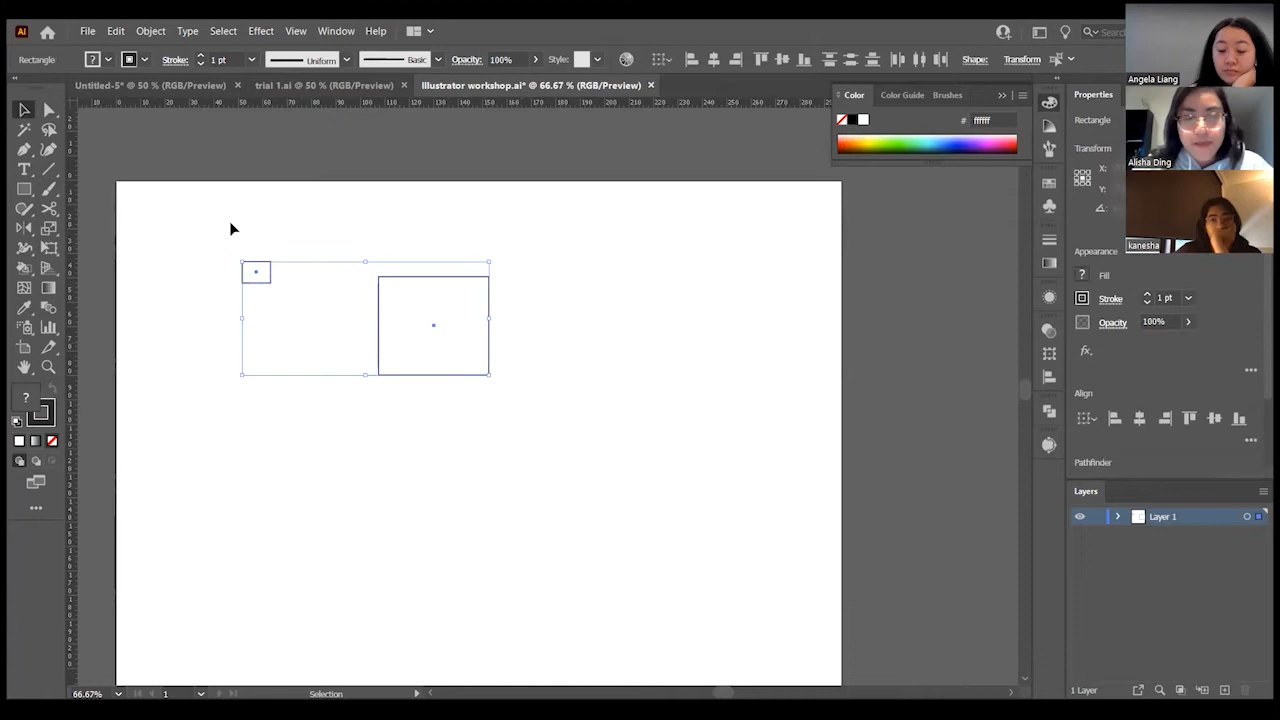 Ai File Edit Object Type Select Effect View Window Help
Rectangle ? Stroke: 1 pt Uniform Basic Opacity: 100% Style: Shape: Transform
Untitled-5* @ 50 % (RGB/Preview) trial 1.ai @ 50 % (RGB/Preview) Illustrator workshop.ai* @ 66.67 % (RGB/Preview)
Angela Liang
Alisha Ding
kanesha
Color Color Guide Brushes
# ffffff
Properties
Rectangle
Transform
X:
Y:
Appearance
? Fill
Stroke 1 pt
Opacity 100%
fx
Align
Pathfinder
?
Layers
Layer 1
1 Layer
66.67% 1 Selection